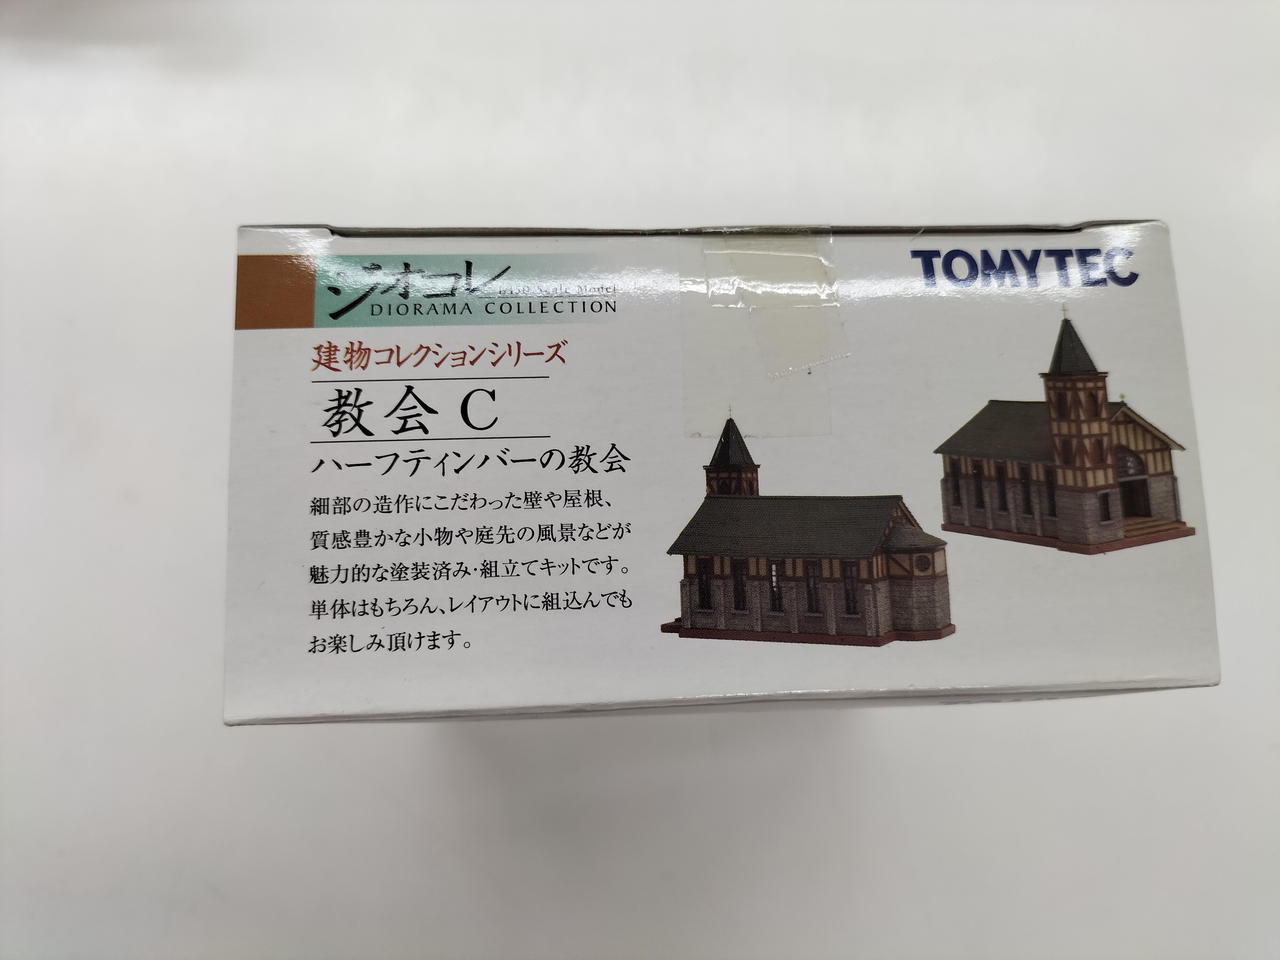 ジオコレ
1/150 Scale Model
DIORAMA COLLECTION
TOMYTEC
建物コレクションシリーズ
教会 C
ハーフティンバーの教会
細部の造作にこだわった壁や屋根、
質感豊かな小物や庭先の風景などが
魅力的な塗装済み・組立てキットです。
単体はもちろん、レイアウトに組込んでも
お楽しみ頂けます。